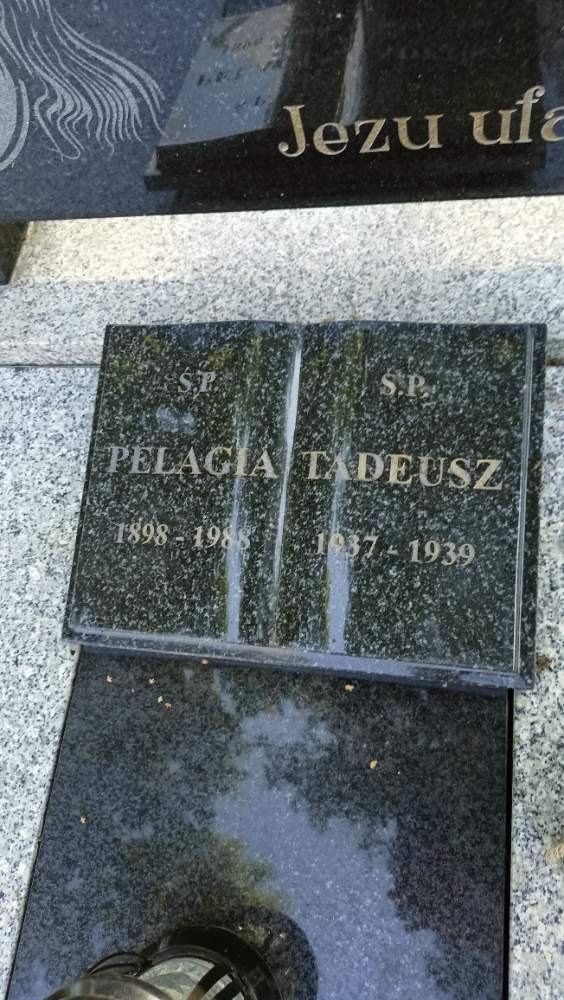 Jezu ufa
S.P.
PELAGIA
1898 - 1988
S.P.
TADEUSZ
1937 - 1939